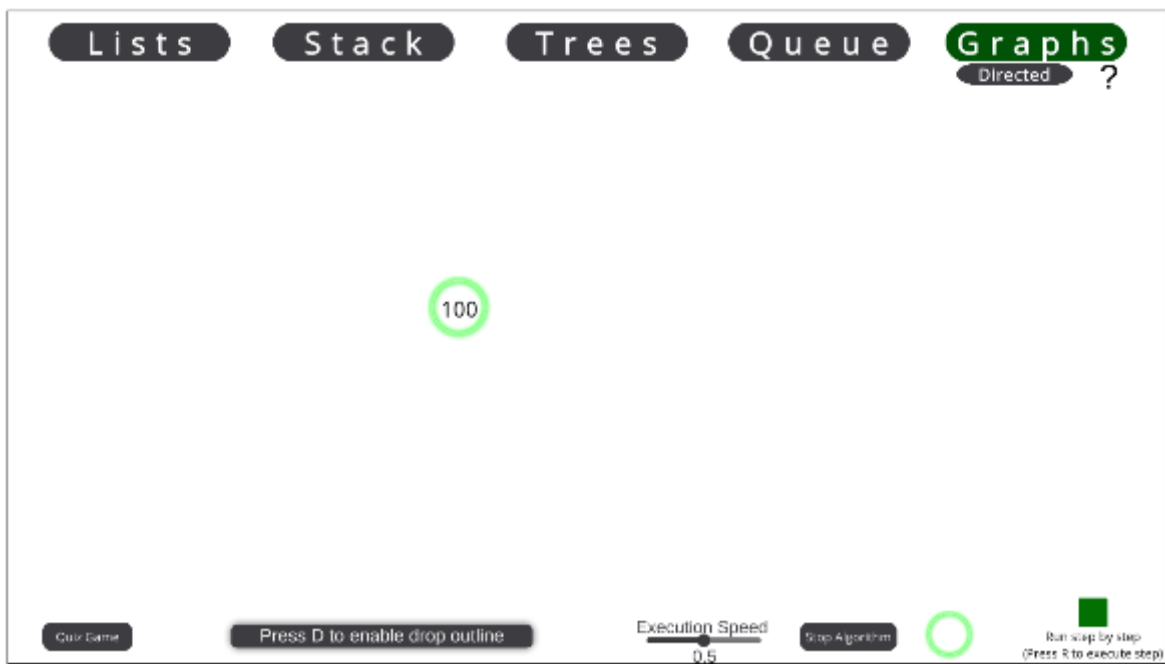 Lists
Stack
Trees
Queue
Graphs
Directed
?
100
Quiz Game
Press D to enable drop outline
Execution Speed
0.5
Stop Algorithm
Run step by step
(Press R to execute step)